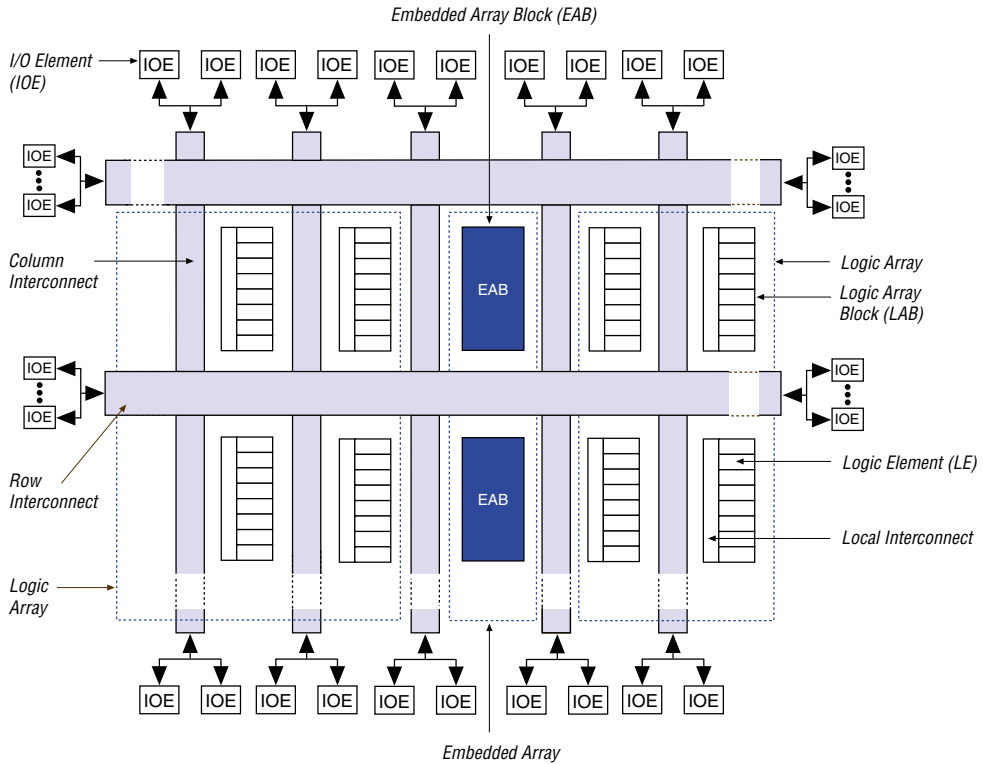 Embedded Array Block (EAB)
I/O Element
(IOE)
IOE IOE IOE IOE IOE IOE IOE IOE IOE IOE
IOE IOE
IOE IOE
Column
Interconnect
EAB
Logic Array
Logic Array
Block (LAB)
IOE IOE
IOE IOE
Row
Interconnect
EAB
Logic Element (LE)
Local Interconnect
Logic
Array
IOE IOE IOE IOE IOE IOE IOE IOE IOE IOE
Embedded Array